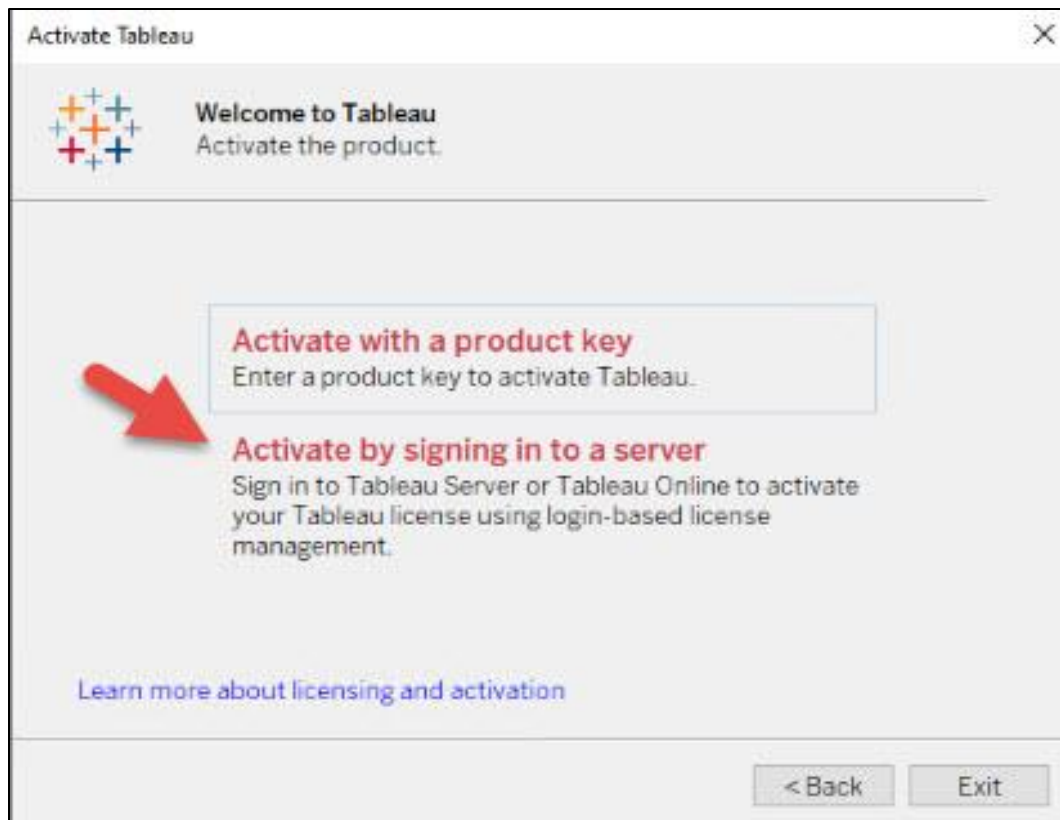 Activate Tableau
Welcome to Tableau
Activate the product.
Activate with a product key
Enter a product key to activate Tableau.
Activate by signing in to a server
Sign in to Tableau Server or Tableau Online to activate
your Tableau license using login-based license
management.
Learn more about licensing and activation
< Back
Exit